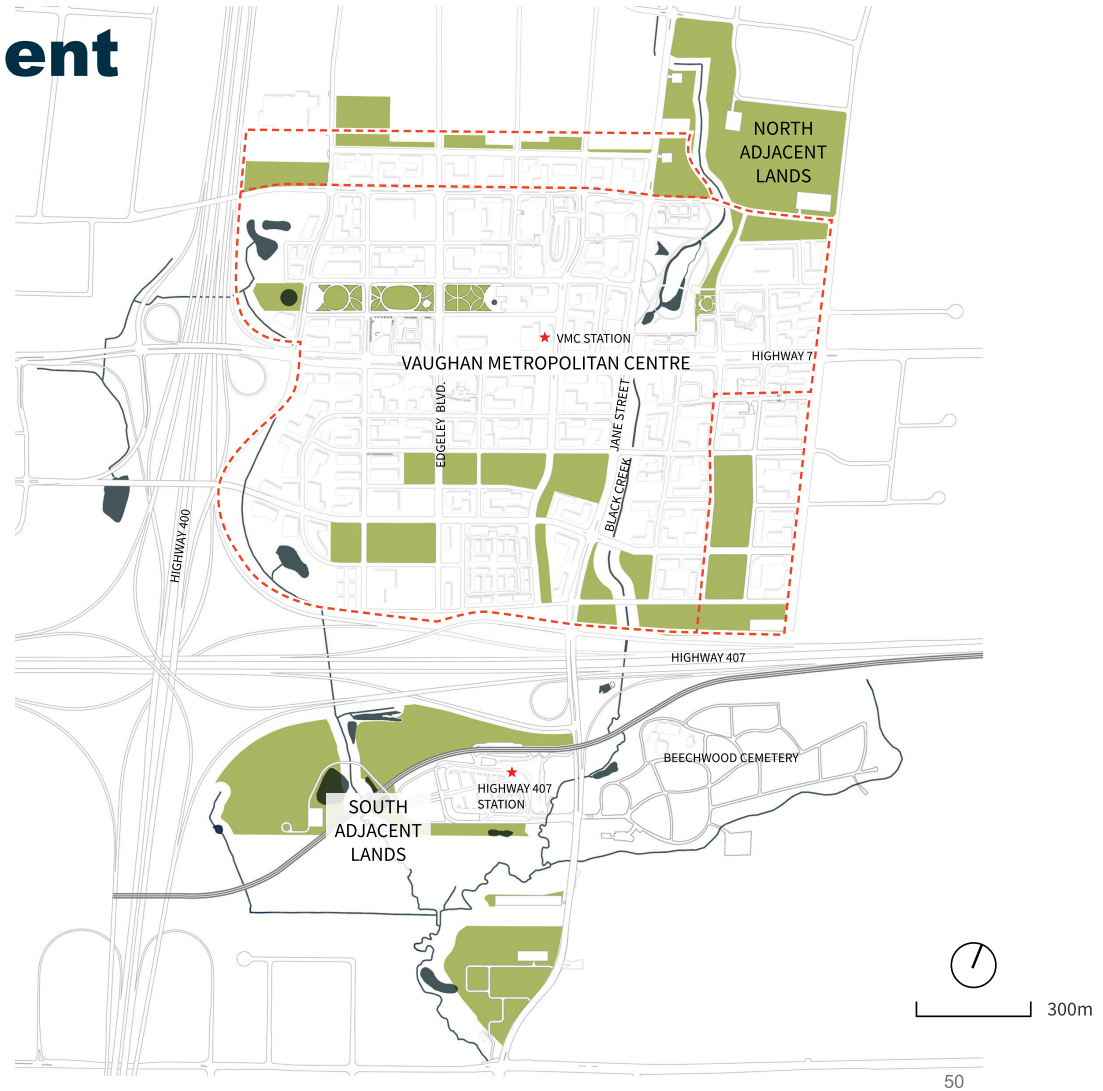 ent
NORTH
ADJACENT
LANDS
VMC STATION
HIGHWAY 7
VAUGHAN METROPOLITAN CENTRE
EDGELEY BLVD.
JANE STREET
BLACK CREEK
HIGHWAY 400
HIGHWAY 407
BEECHWOOD CEMETERY
HIGHWAY 407
STATION
SOUTH
ADJACENT
LANDS
300m
50